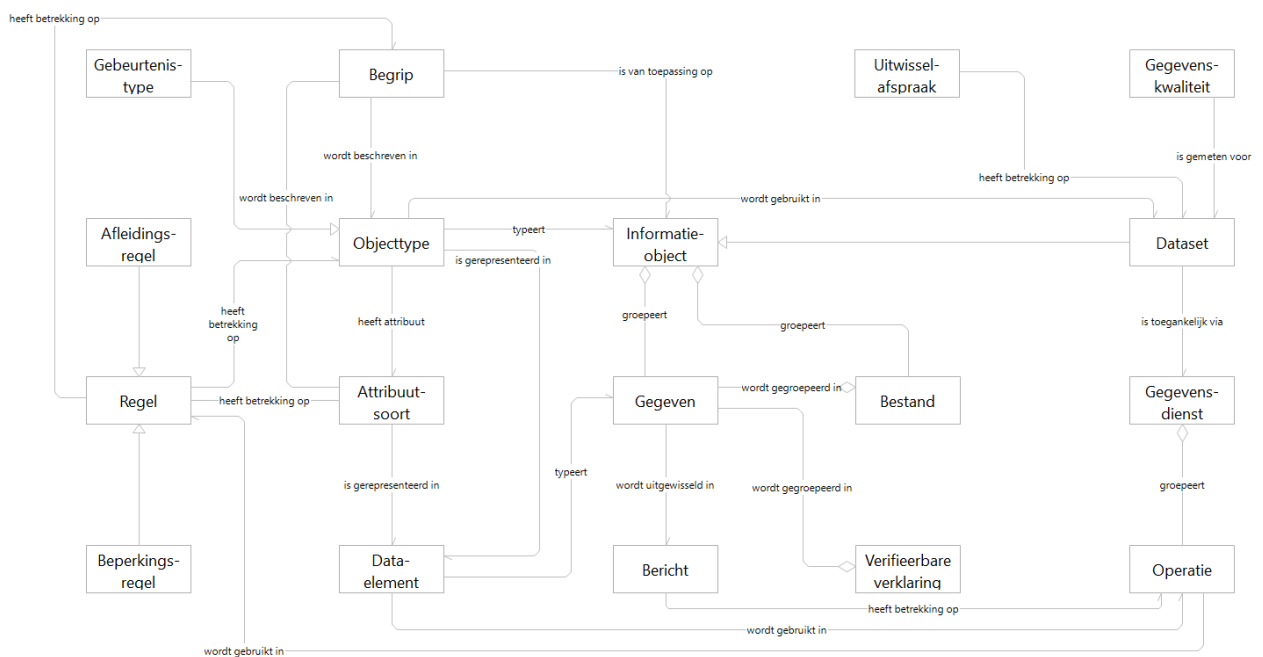 heeft betrekking op
Gebeurtenis-
type
Begrip
is van toepassing op
Uitwissel-
afspraak
Gegevens-
kwaliteit
wordt beschreven in
is gemeten voor
heeft betrekking op
wordt beschreven in
wordt gebruikt in
Afleidings-
regel
Objecttype
typeert
Informatie-
object
Dataset
is gerepresenteerd in
heeft
betrekking
op
heeft attribuut
groepeert
groepeert
is toegankelijk via
Regel
heeft betrekking op
Attribuut-
soort
Gegeven
wordt gegroepeerd in
Bestand
Gegevens-
dienst
typeert
is gerepresenteerd in
wordt uitgewisseld in
wordt gegroepeerd in
groepeert
Beperkings-
regel
Data-
element
Bericht
Verifieerbare
verklaring
Operatie
heeft betrekking op
wordt gebruikt in
wordt gebruikt in